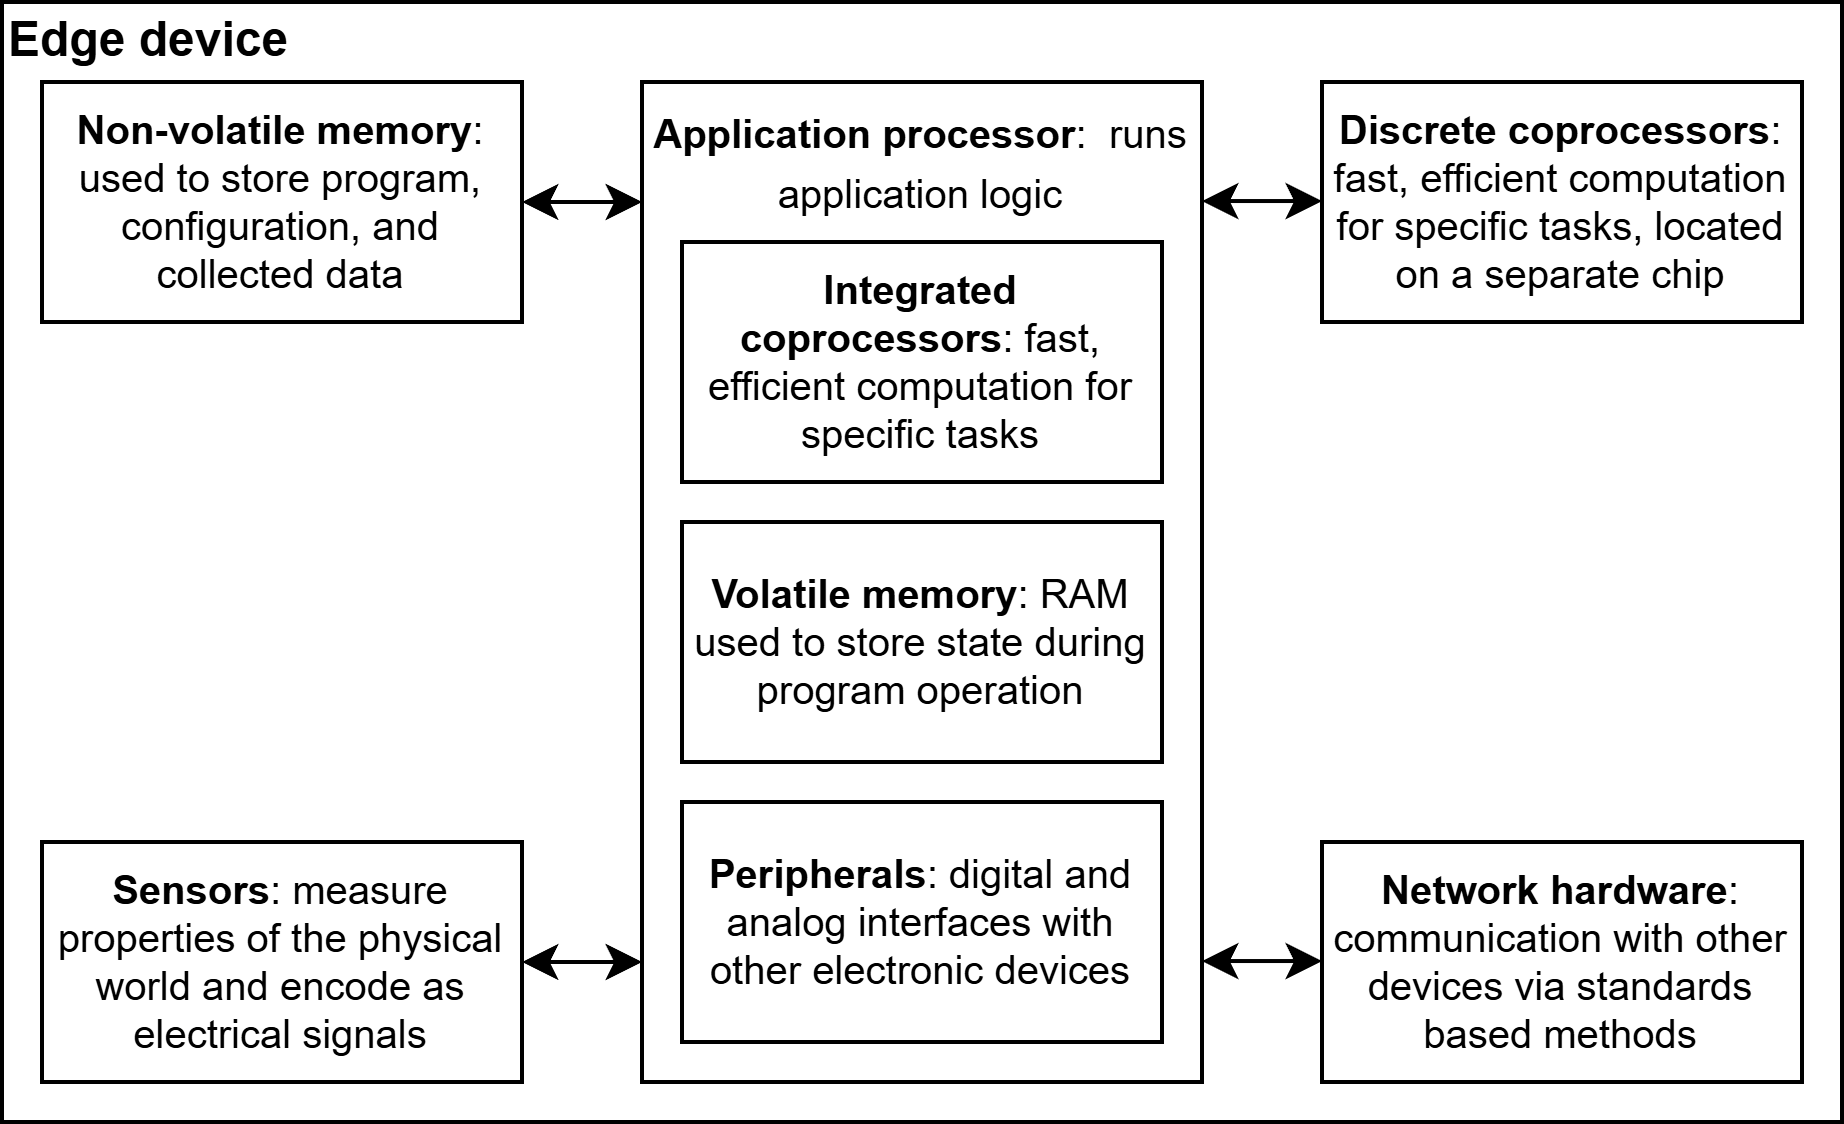 Edge device
Non-volatile memory:
used to store program,
configuration, and
collected data
Application processor:  runs
application logic
Discrete coprocessors:
fast, efficient computation
for specific tasks, located
on a separate chip
Integrated
coprocessors: fast,
efficient computation for
specific tasks
Volatile memory: RAM
used to store state during
program operation
Sensors: measure
properties of the physical
world and encode as
electrical signals
Peripherals: digital and
analog interfaces with
other electronic devices
Network hardware:
communication with other
devices via standards
based methods